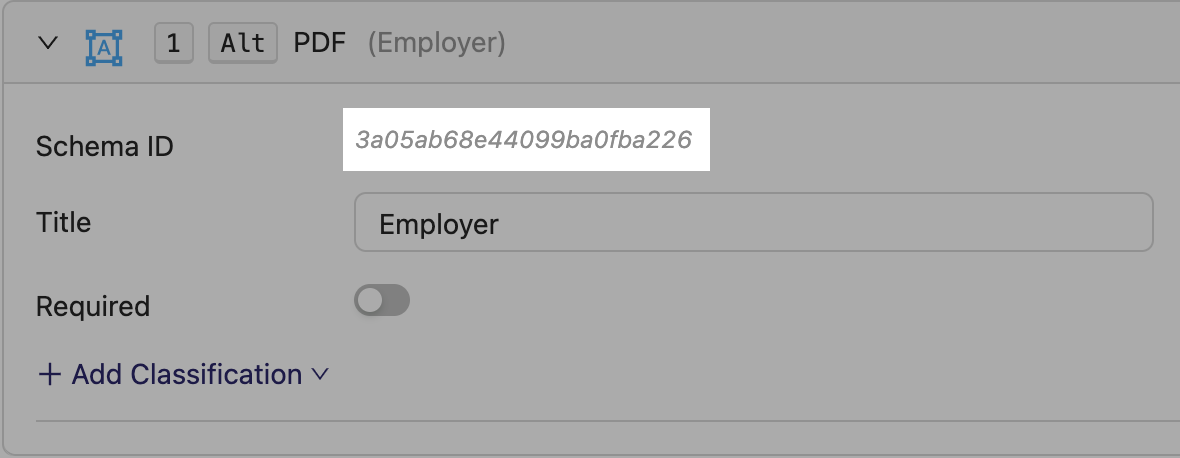 A 1 Alt PDF (Employer)
Schema ID 3a05ab68e44099ba0fba226
Title Employer
Required
+ Add Classification